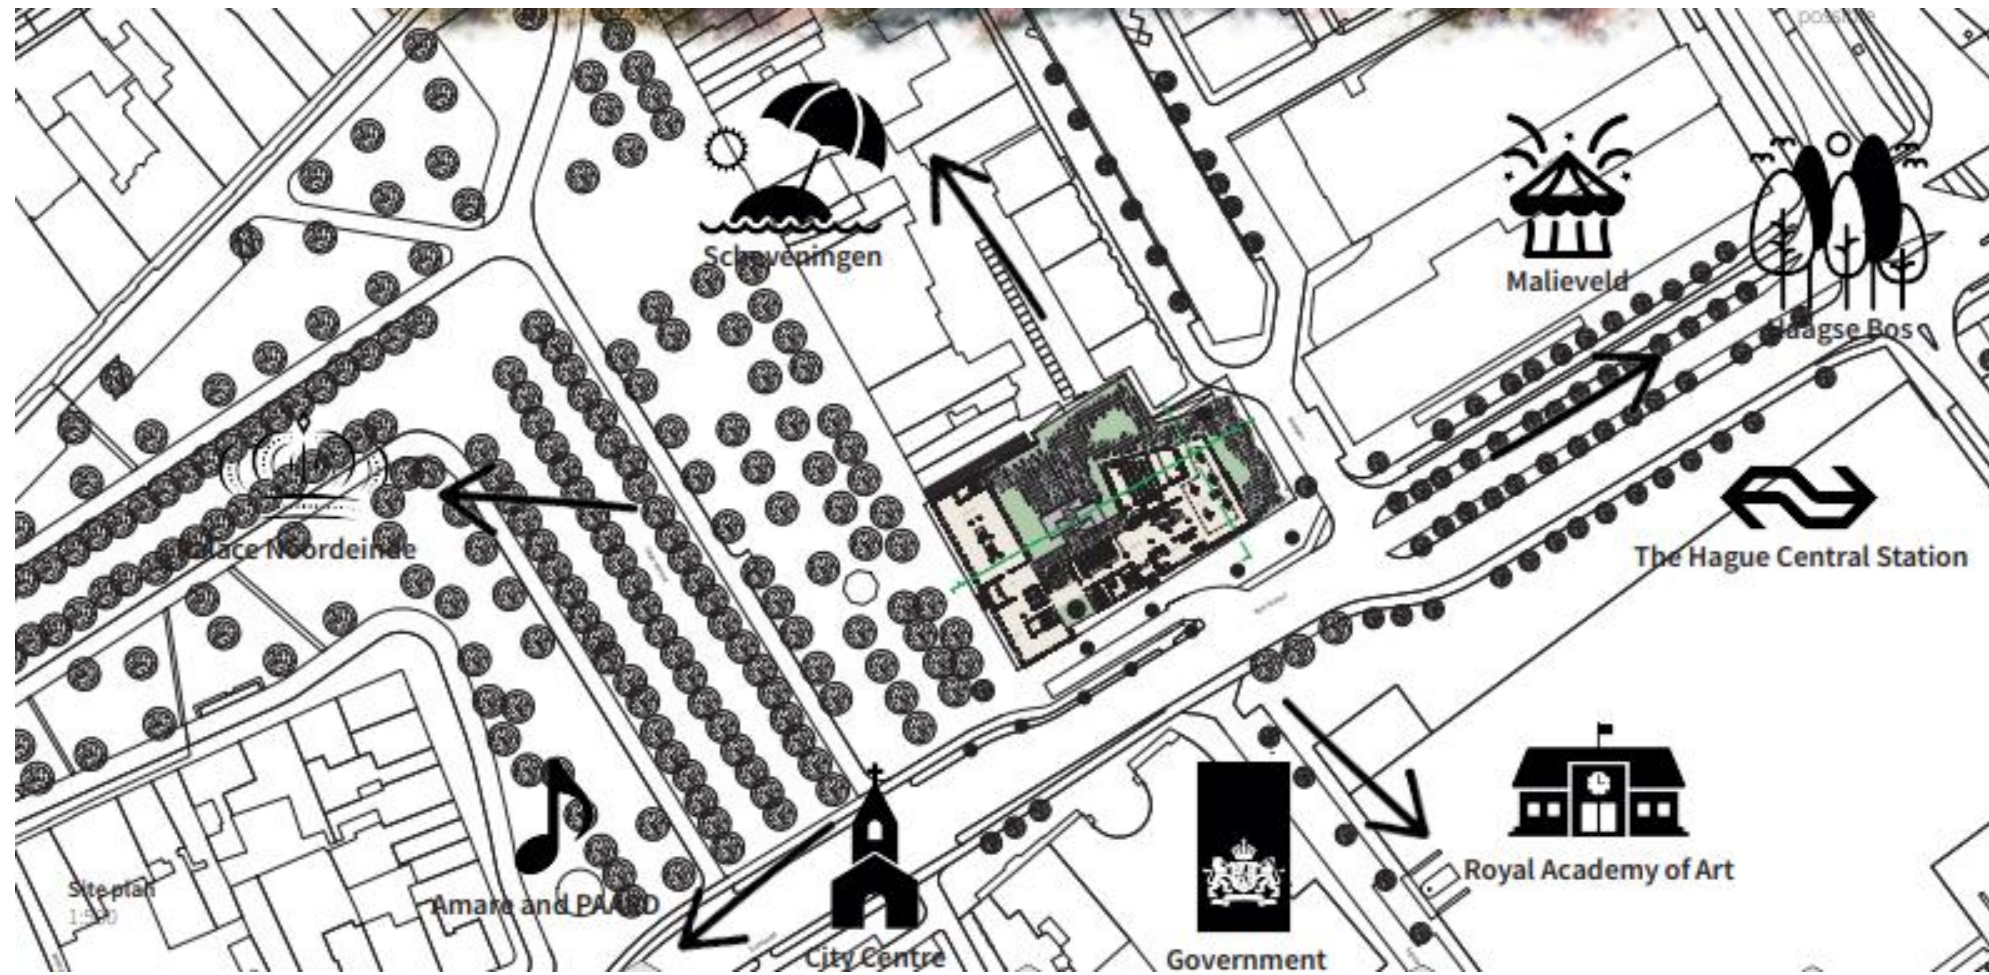 possible
Scheveningen
Malieveld
Haagse Bos
Palace Noordeinde
The Hague Central Station
Royal Academy of Art
Site plan
1:500
Amare and PAARD
City Centre
Government